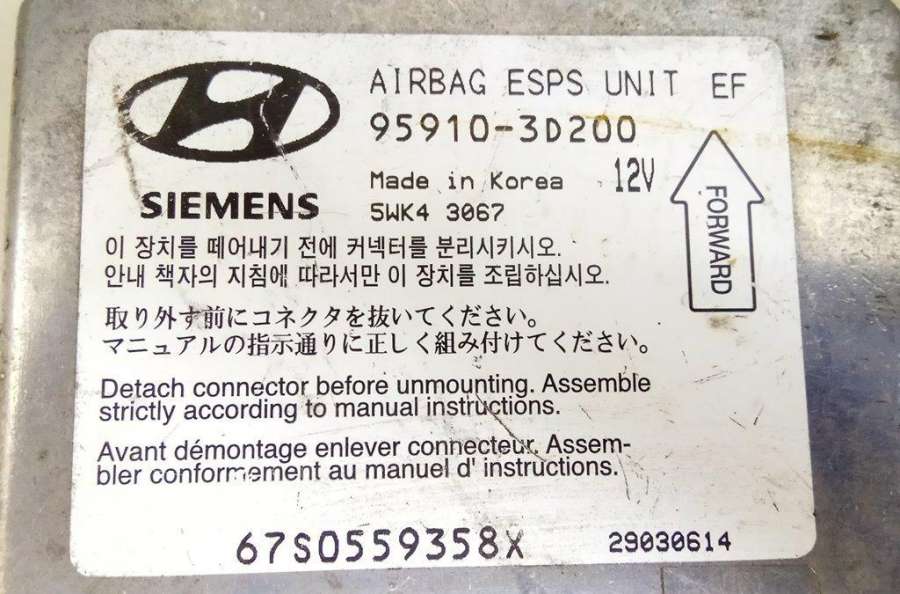 AIRBAG ESPS UNIT EF
95910-3D200
Made in Korea 12V
SIEMENS 5WK4 3067
FORWARD
이 장치를 떼어내기 전에 커넥터를 분리시키시오.
안내 책자의 지침에 따라서만 이 장치를 조립하십시오.
取り外す前にコネクタを抜いてください。
マニュアルの指示通りに正しく組み付けてください。
Detach connector before unmounting. Assemble
strictly according to manual instructions.
Avant démontage enlever connecteur. Assem-
bler conformement au manuel d' instructions.
67S0559358X 29030614